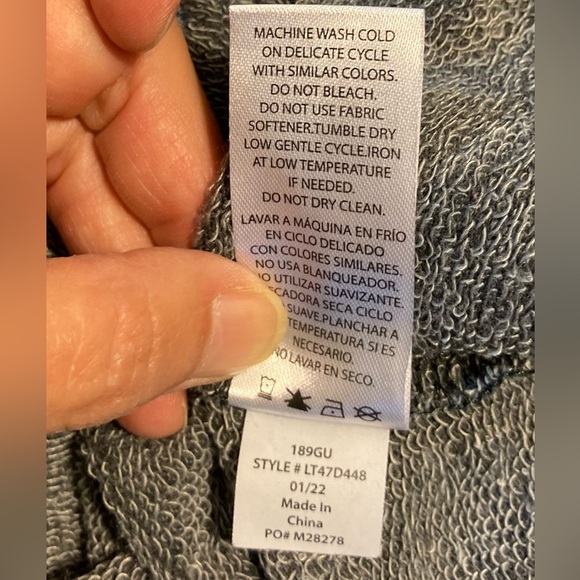 MACHINE WASH COLD
ON DELICATE CYCLE
WITH SIMILAR COLORS.
DO NOT BLEACH.
DO NOT USE FABRIC
SOFTENER.TUMBLE DRY
LOW GENTLE CYCLE.IRON
AT LOW TEMPERATURE
IF NEEDED.
DO NOT DRY CLEAN.
LAVAR A MÁQUINA EN FRÍO
EN CICLO DELICADO
CON COLORES SIMILARES.
NO USA BLANQUEADOR.
UTILIZAR SUAVIZANTE.
SECA CICLO
SUAVE.PLANCHAR A
TEMPERATURA SI ES
NECESARIO.
NO LAVAR EN SECO.
189GU
STYLE # LT47D448
01/22
Made In
China
PO# M28278